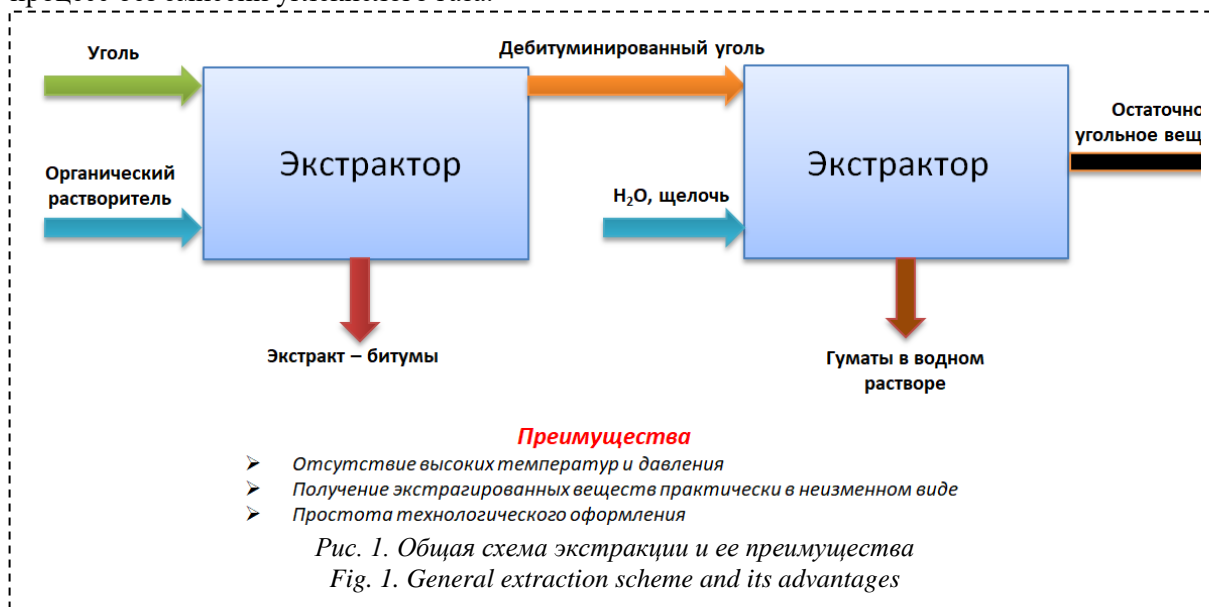 Уголь
Дебитуминированный уголь
Экстрактор
Экстрактор
Органический
растворитель
H₂O, щелочь
угольное
Экстракт – битумы
Гуматы в водном
растворе
Преимущества
➤ Отсутствие высоких температур и давления
➤ Получение экстрагированных веществ практически в неизменном виде
➤ Простота технологического оформления
Рис. 1. Общая схема экстракции и ее преимущества
Fig. 1. General extraction scheme and its advantages